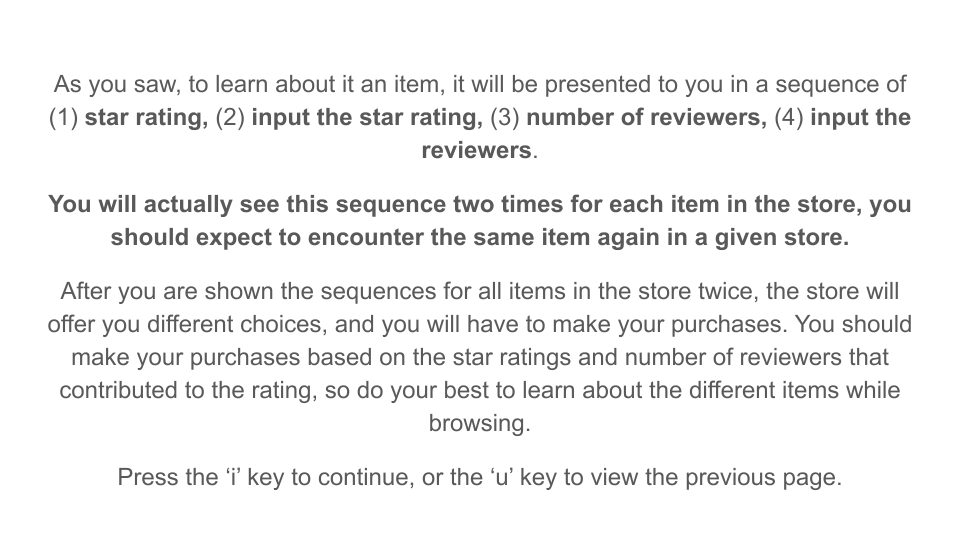 As you saw, to learn about it an item, it will be presented to you in a sequence of
(1) star rating, (2) input the star rating, (3) number of reviewers, (4) input the
reviewers.
You will actually see this sequence two times for each item in the store, you
should expect to encounter the same item again in a given store.
After you are shown the sequences for all items in the store twice, the store will
offer you different choices, and you will have to make your purchases. You should
make your purchases based on the star ratings and number of reviewers that
contributed to the rating, so do your best to learn about the different items while
browsing.
Press the ‘i’ key to continue, or the ‘u’ key to view the previous page.